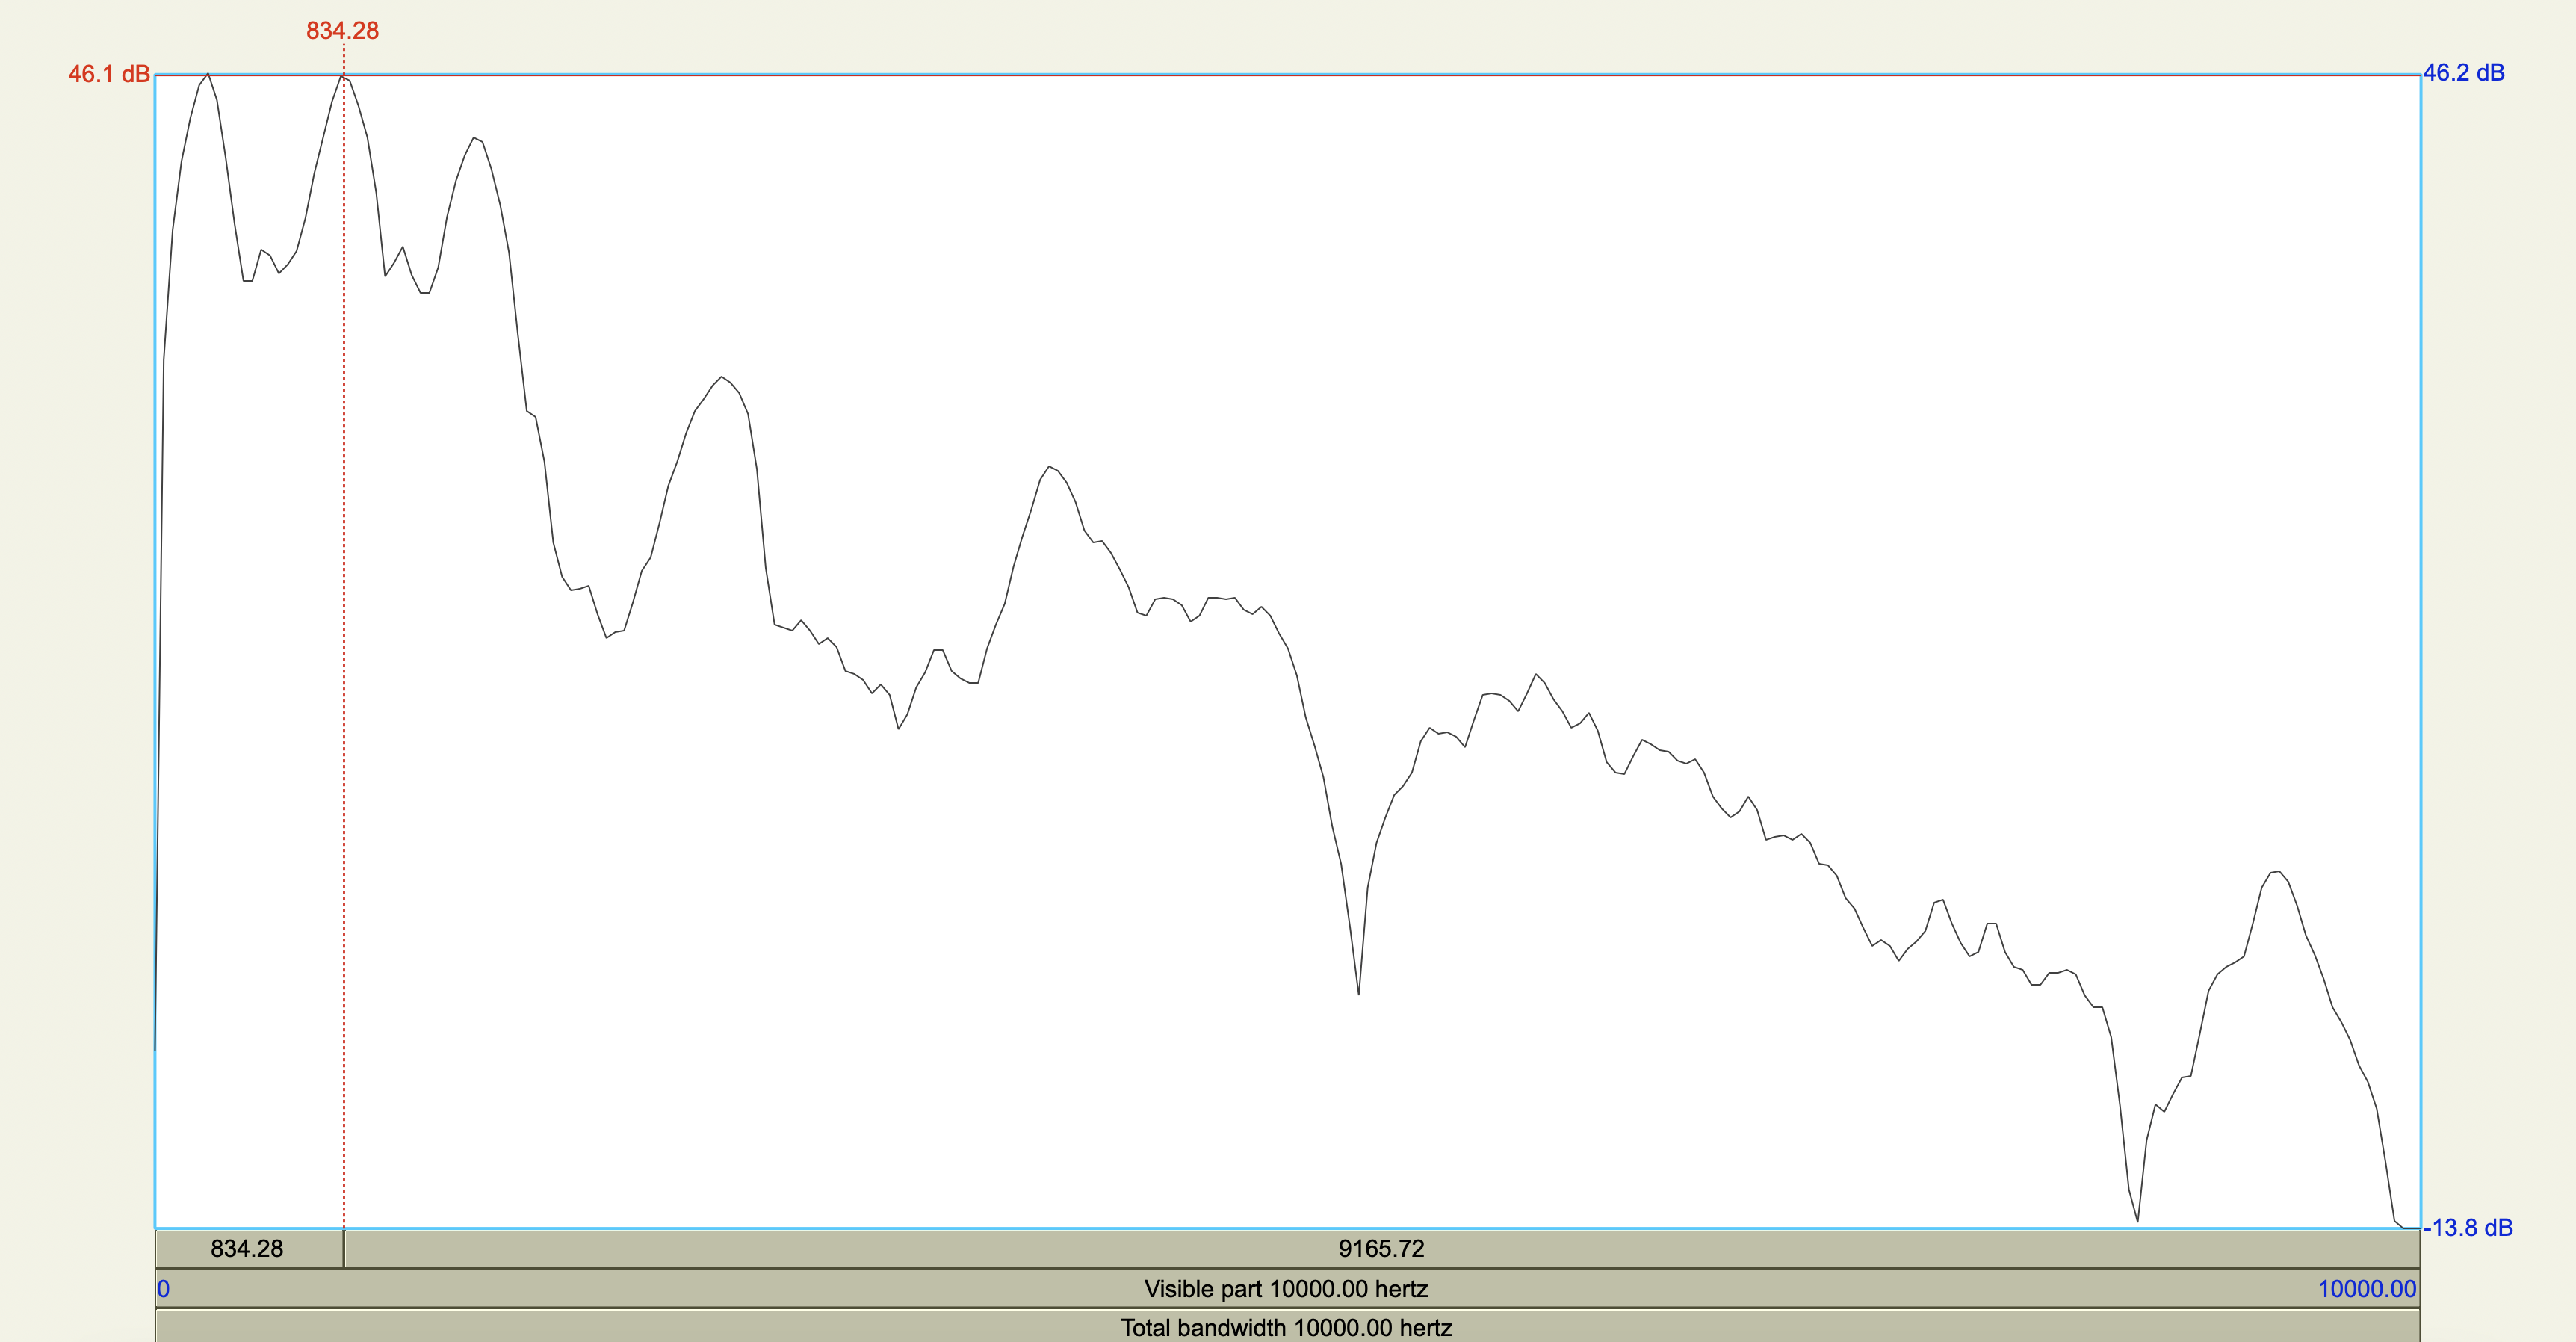 834.28
46.1 dB
46.2 dB
-13.8 dB
834.28 9165.72
0 Visible part 10000.00 hertz 10000.00
Total bandwidth 10000.00 hertz